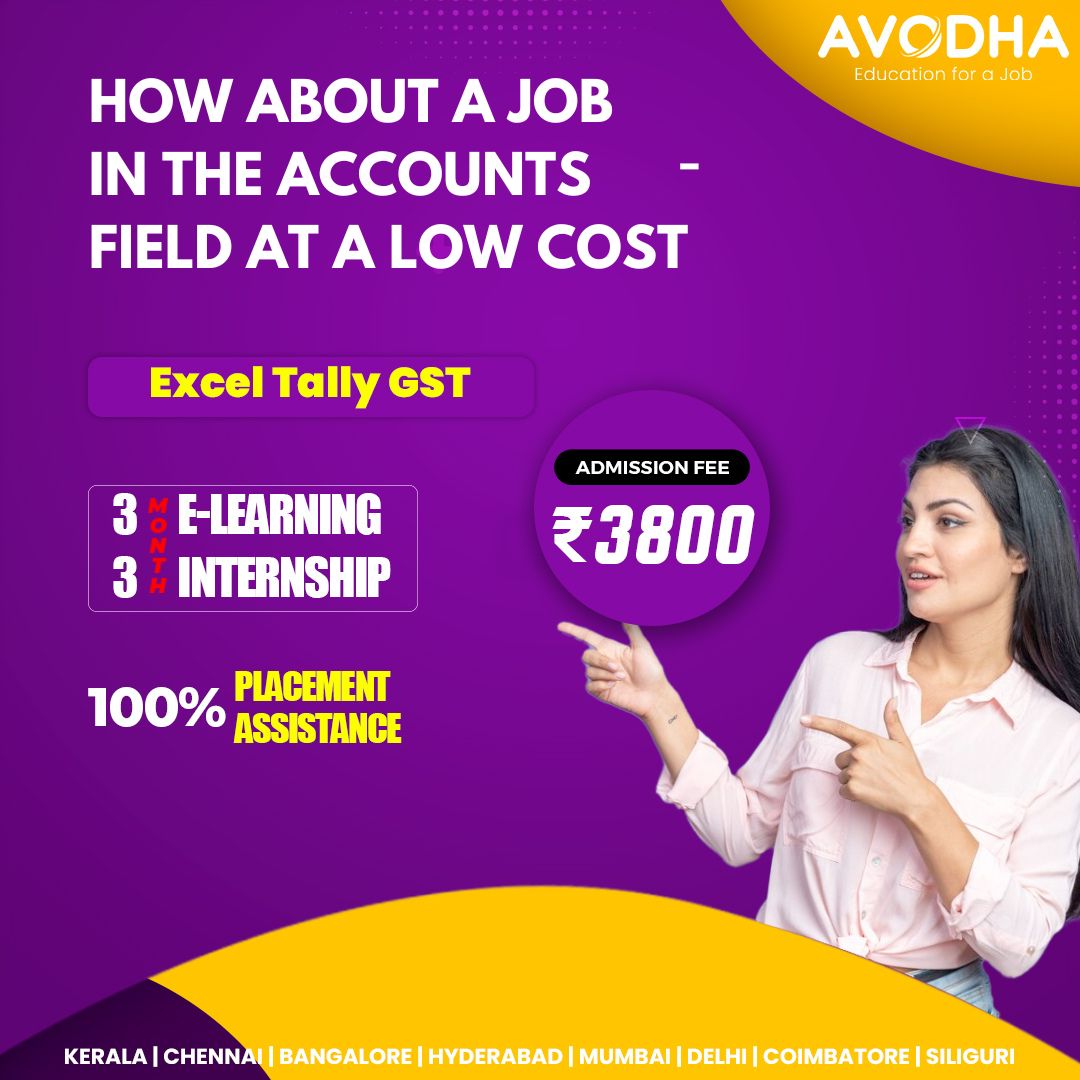 AVODHA
Education for a Job
HOW ABOUT A JOB
IN THE ACCOUNTS -
FIELD AT A LOW COST
Excel Tally GST
ADMISSION FEE
₹3800
3 MONTH E-LEARNING
3 INTERNSHIP
100% PLACEMENT
ASSISTANCE
KERALA | CHENNAI | BANGALORE | HYDERABAD | MUMBAI | DELHI | COIMBATORE | SILIGURI